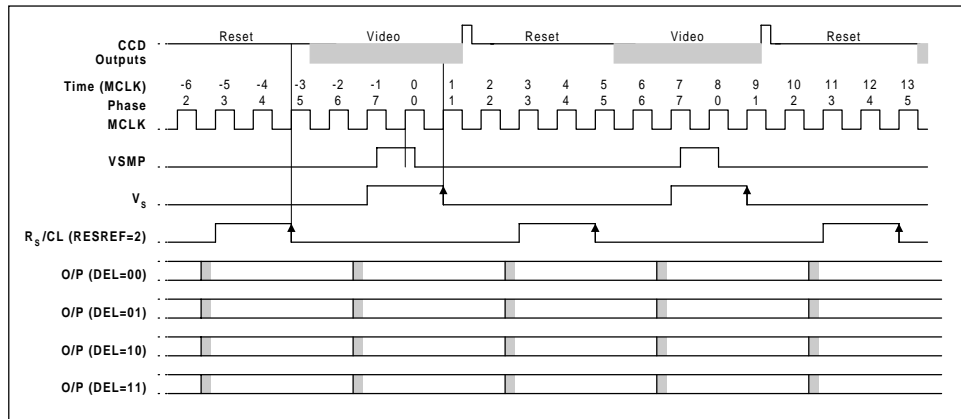 Reset Video Reset Video Reset
CCD
Outputs
Time (MCLK) -6 -5 -4 -3 -2 -1 0 1 2 3 4 5 6 7 8 9 10 11 12 13
Phase 2 3 4 5 6 7 0 1 2 3 4 5 6 7 0 1 2 3 4 5
MCLK
VSMP
VS
RS/CL (RESREF=2)
O/P (DEL=00)
O/P (DEL=01)
O/P (DEL=10)
O/P (DEL=11)